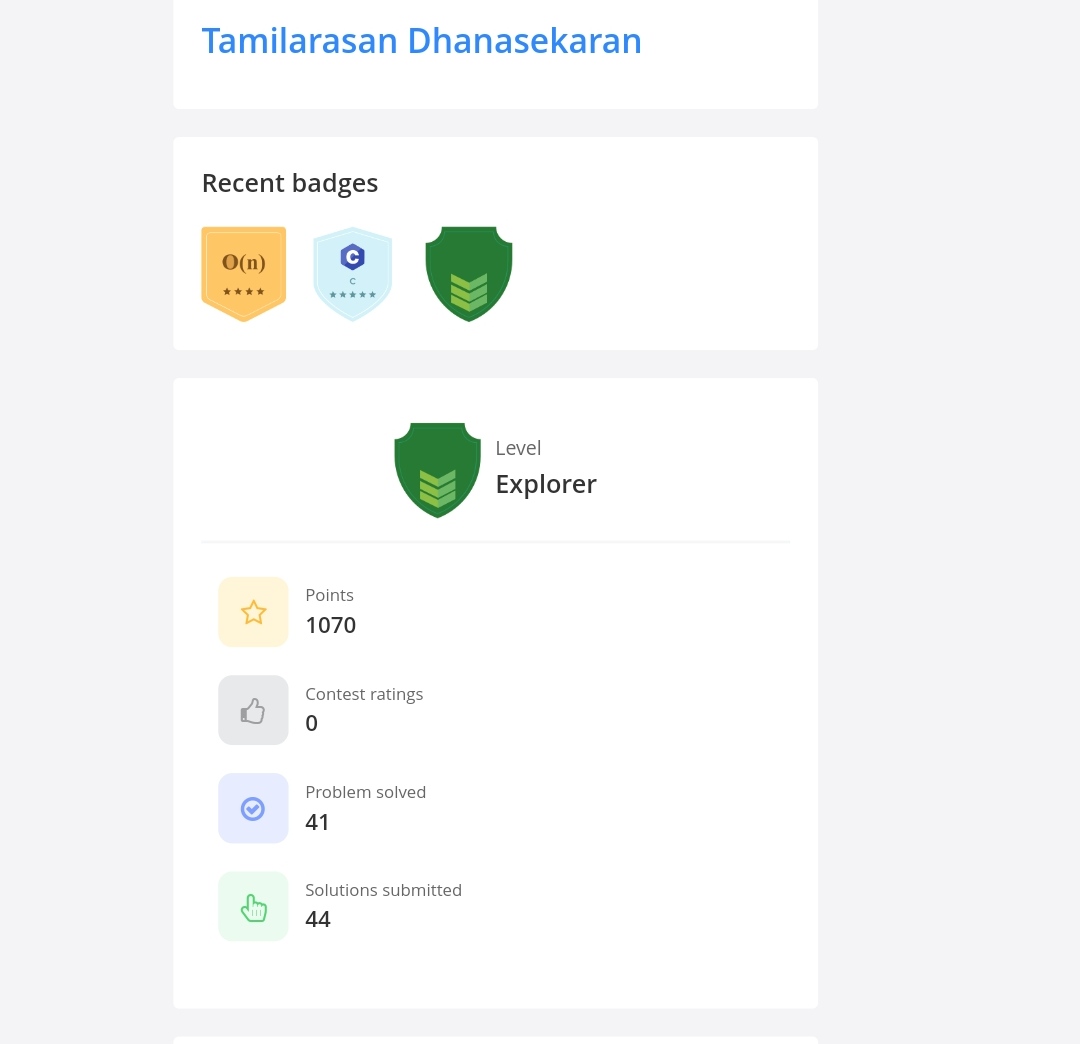 Tamilarasan Dhanasekaran
Recent badges
O(n)
C
C
Level
Explorer
Points
1070
Contest ratings
0
Problem solved
41
Solutions submitted
44